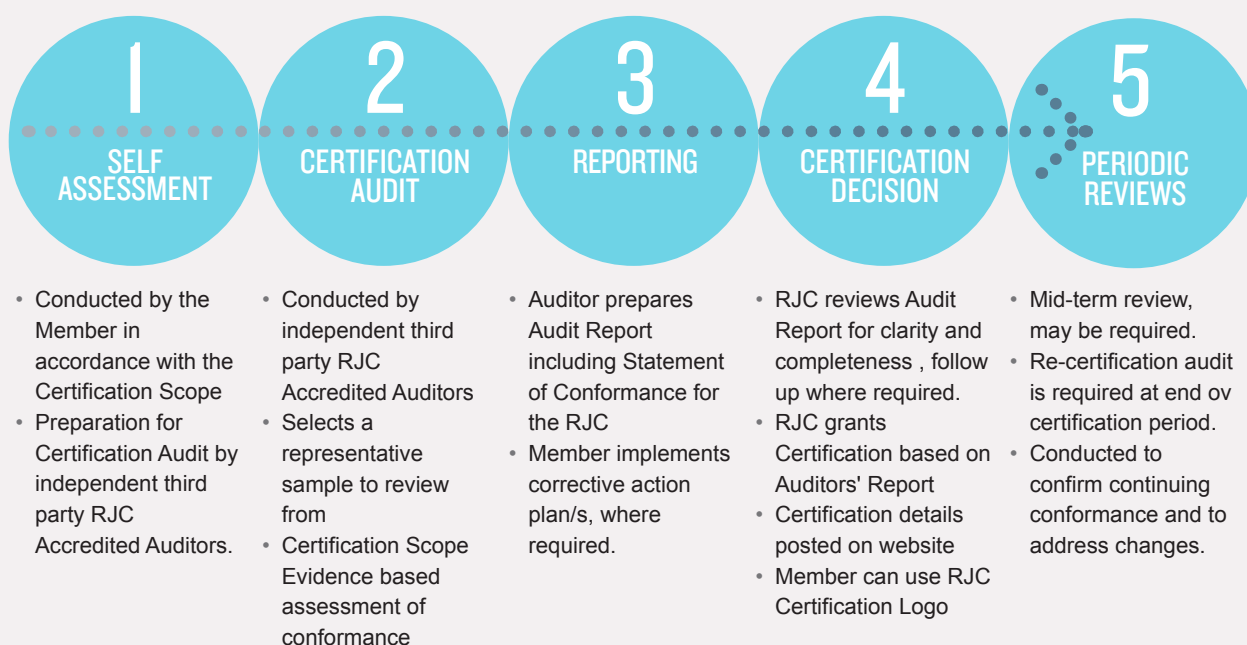 1
SELF
ASSESSMENT
• Conducted by the
Member in
accordance with the
Certification Scope
• Preparation for
Certification Audit by
independent third
party RJC
Accredited Auditors.
2
CERTIFICATION
AUDIT
• Conducted by
independent third
party RJC
Accredited Auditors
• Selects a
representative
sample to review
from
• Certification Scope
Evidence based
assessment of
conformance
3
REPORTING
• Auditor prepares
Audit Report
including Statement
of Conformance for
the RJC
• Member implements
corrective action
plan/s, where
required.
4
CERTIFICATION
DECISION
• RJC reviews Audit
Report for clarity and
completeness , follow
up where required.
• RJC grants
Certification based on
Auditors' Report
• Certification details
posted on website
• Member can use RJC
Certification Logo
5
PERIODIC
REVIEWS
• Mid-term review,
may be required.
• Re-certification audit
is required at end ov
certification period.
• Conducted to
confirm continuing
conformance and to
address changes.